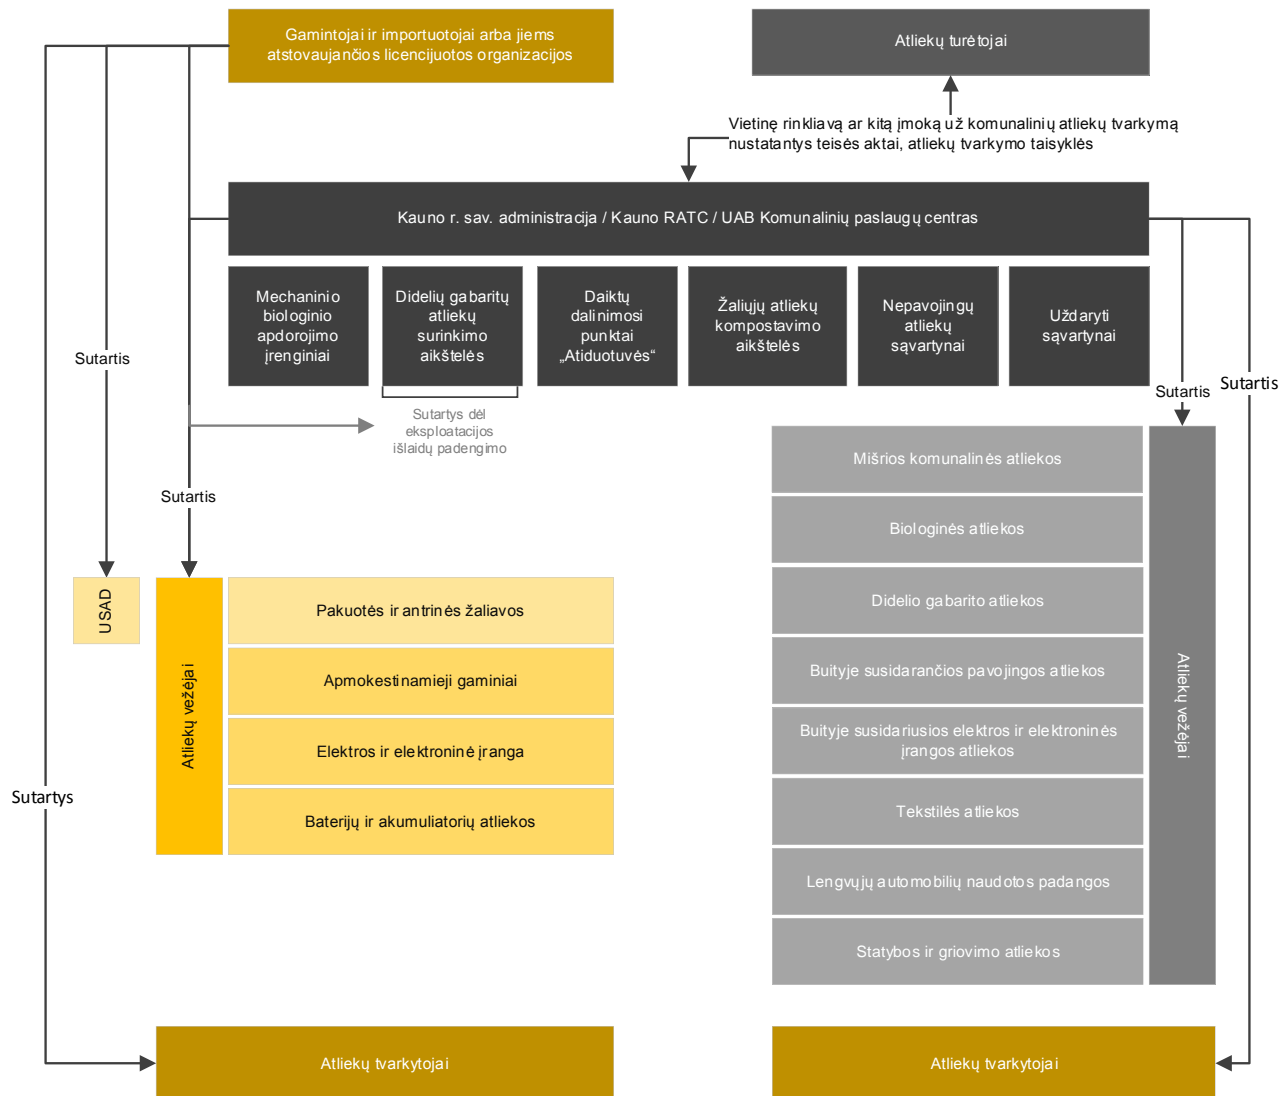 Gamintojai ir importuotojai arba jiems
atstovaujančios licencijuotos organizacijos
Atliekų turėtojai
Vietinę rinkliavą ar kitą įmoką už komunalinių atliekų tvarkymą
nustatantys teisės aktai, atliekų tvarkymo taisyklės
Kauno r. sav. administracija / Kauno RATC / UAB Komunalinių paslaugų centras
Mechaninio
biologinio
apdorojimo
įrenginiai
Didelių gabaritų
atliekų
surinkimo
aikštelės
Daiktų
dalinimosi
punktai
„Atiduotuvės“
Žaliųjų atliekų
kompostavimo
aikštelės
Nepavojingų
atliekų
sąvartynai
Uždaryti
sąvartynai
Sutartis
Sutartis
Sutartis
Sutartys dėl
eksploatacijos
išlaidų padengimo
Sutartis
Mišrios komunalinės atliekos
Biologinės atliekos
Didelio gabarito atliekos
Buityje susidarančios pavojingos atliekos
Buityje susidariusios elektros ir elektroninės
įrangos atliekos
Tekstilės atliekos
Lengvųjų automobilių naudotos padangos
Statybos ir griovimo atliekos
Atliekų vežėjai
USAD
Atliekų vežėjai
Pakuotės ir antrinės žaliavos
Apmokestinamieji gaminiai
Elektros ir elektroninė įranga
Baterijų ir akumuliatorių atliekos
Sutartys
Atliekų tvarkytojai
Atliekų tvarkytojai